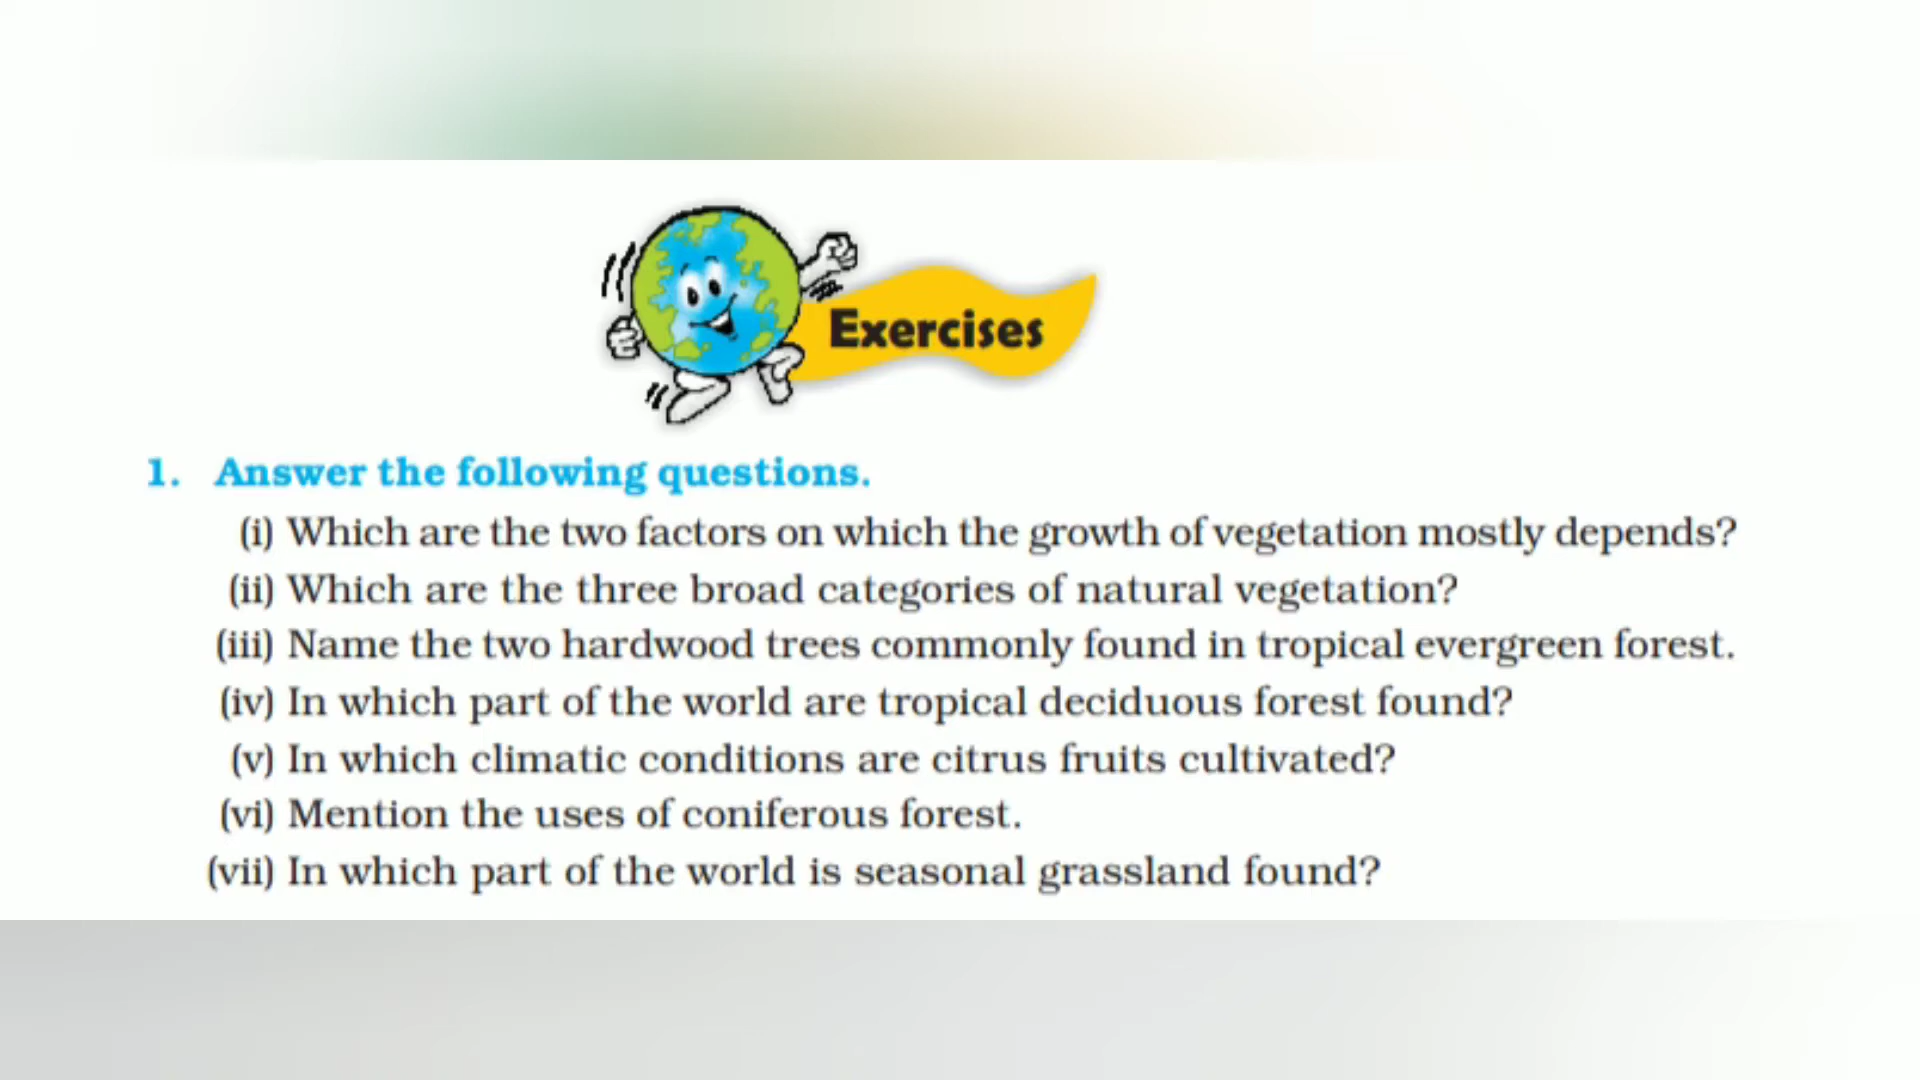 Exercises
1. Answer the following questions.
(i) Which are the two factors on which the growth of vegetation mostly depends?
(ii) Which are the three broad categories of natural vegetation?
(iii) Name the two hardwood trees commonly found in tropical evergreen forest.
(iv) In which part of the world are tropical deciduous forest found?
(v) In which climatic conditions are citrus fruits cultivated?
(vi) Mention the uses of coniferous forest.
(vii) In which part of the world is seasonal grassland found?